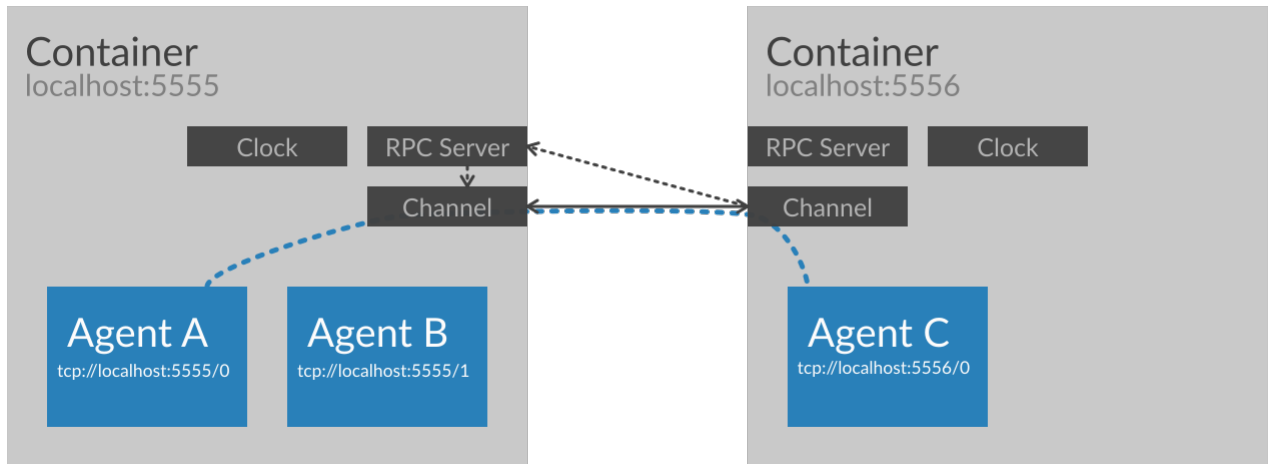 Container
localhost:5555
Clock
RPC Server
Channel
Agent A
tcp://localhost:5555/0
Agent B
tcp://localhost:5555/1
Container
localhost:5556
RPC Server
Clock
Channel
Agent C
tcp://localhost:5556/0